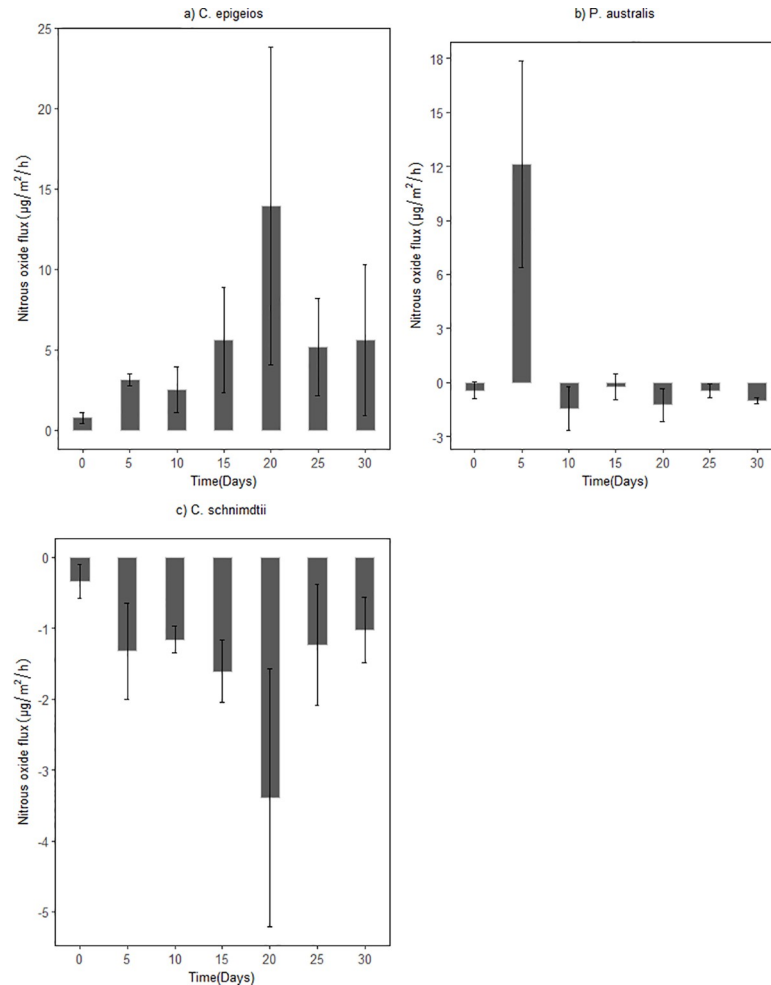 a) C. epigeios
Nitrous oxide flux (µg/m²/h)
25
20
15
10
5
0
0 5 10 15 20 25 30
Time(Days)
b) P. australis
Nitrous oxide flux (µg/m²/h)
18
15
12
9
6
3
0
-3
0 5 10 15 20 25 30
Time(Days)
c) C. schnimdtii
Nitrous oxide flux (µg/m²/h)
0
-1
-2
-3
-4
-5
0 5 10 15 20 25 30
Time(Days)